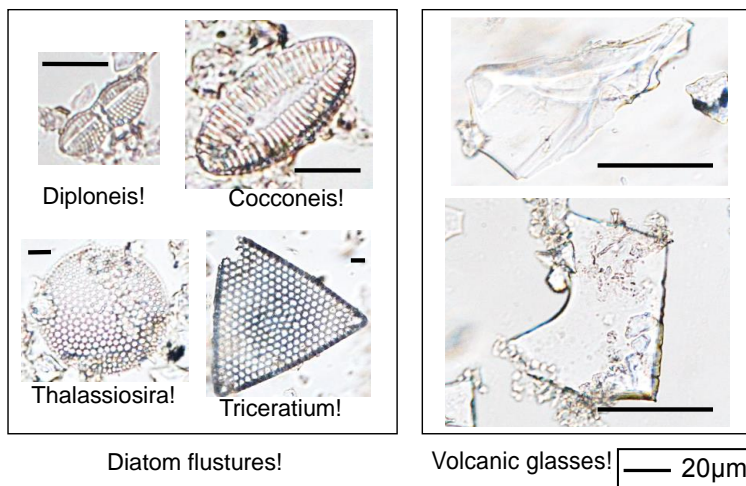 Diploneis!
Cocconeis!
Thalassiosira!
Triceratium!
Diatom flustures!
Volcanic glasses!
20μm